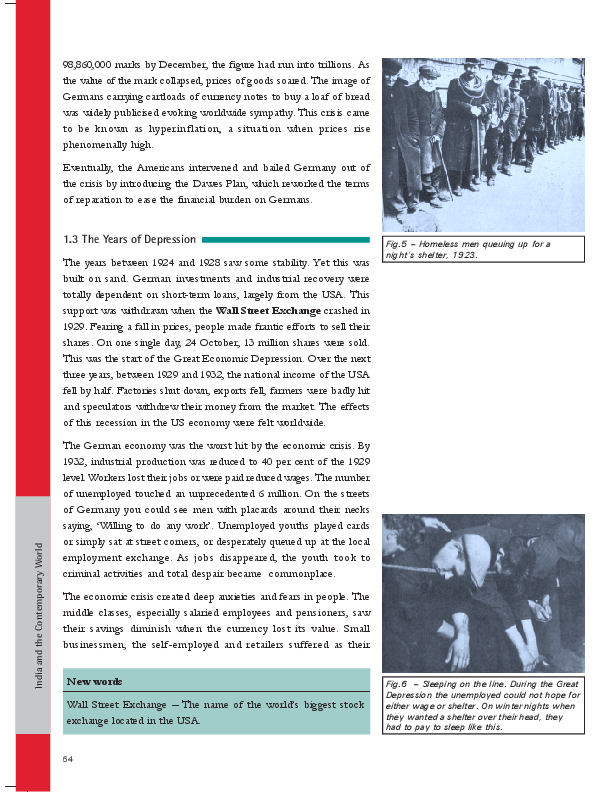 98,860,000 marks by December, the figure had run into trillions. As
the value of the mark collapsed, prices of goods soared. The image of
Germans carrying cartloads of currency notes to buy a loaf of bread
was widely publicised evoking worldwide sympathy. This crisis came
to be known as hyperinflation, a situation when prices rise
phenomenally high.
Eventually, the Americans intervened and bailed Germany out of
the crisis by introducing the Dawes Plan, which reworked the terms
of reparation to ease the financial burden on Germans.
1.3 The Years of Depression
The years between 1924 and 1928 saw some stability. Yet this was
built on sand. German investments and industrial recovery were
totally dependent on short-term loans, largely from the USA. This
support was withdrawn when the Wall Street Exchange crashed in
1929. Fearing a fall in prices, people made frantic efforts to sell their
shares. On one single day, 24 October, 13 million shares were sold.
This was the start of the Great Economic Depression. Over the next
three years, between 1929 and 1932, the national income of the USA
fell by half. Factories shut down, exports fell, farmers were badly hit
and speculators withdrew their money from the market. The effects
of this recession in the US economy were felt worldwide.
The German economy was the worst hit by the economic crisis. By
1932, industrial production was reduced to 40 per cent of the 1929
level. Workers lost their jobs or were paid reduced wages. The number
of unemployed touched an unprecedented 6 million. On the streets
of Germany you could see men with placards around their necks
saying, ‘Willing to do any work’. Unemployed youths played cards
or simply sat at street corners, or desperately queued up at the local
employment exchange. As jobs disappeared, the youth took to
criminal activities and total despair became commonplace.
The economic crisis created deep anxieties and fears in people. The
middle classes, especially salaried employees and pensioners, saw
their savings diminish when the currency lost its value. Small
businessmen, the self-employed and retailers suffered as their
New words
Wall Street Exchange – The name of the world’s biggest stock
exchange located in the USA.
Fig.5 – Homeless men queuing up for a
night’s shelter, 1923.
Fig.6 – Sleeping on the line. During the Great
Depression the unemployed could not hope for
either wage or shelter. On winter nights when
they wanted a shelter over their head, they
had to pay to sleep like this.
India and the Contemporary World
54